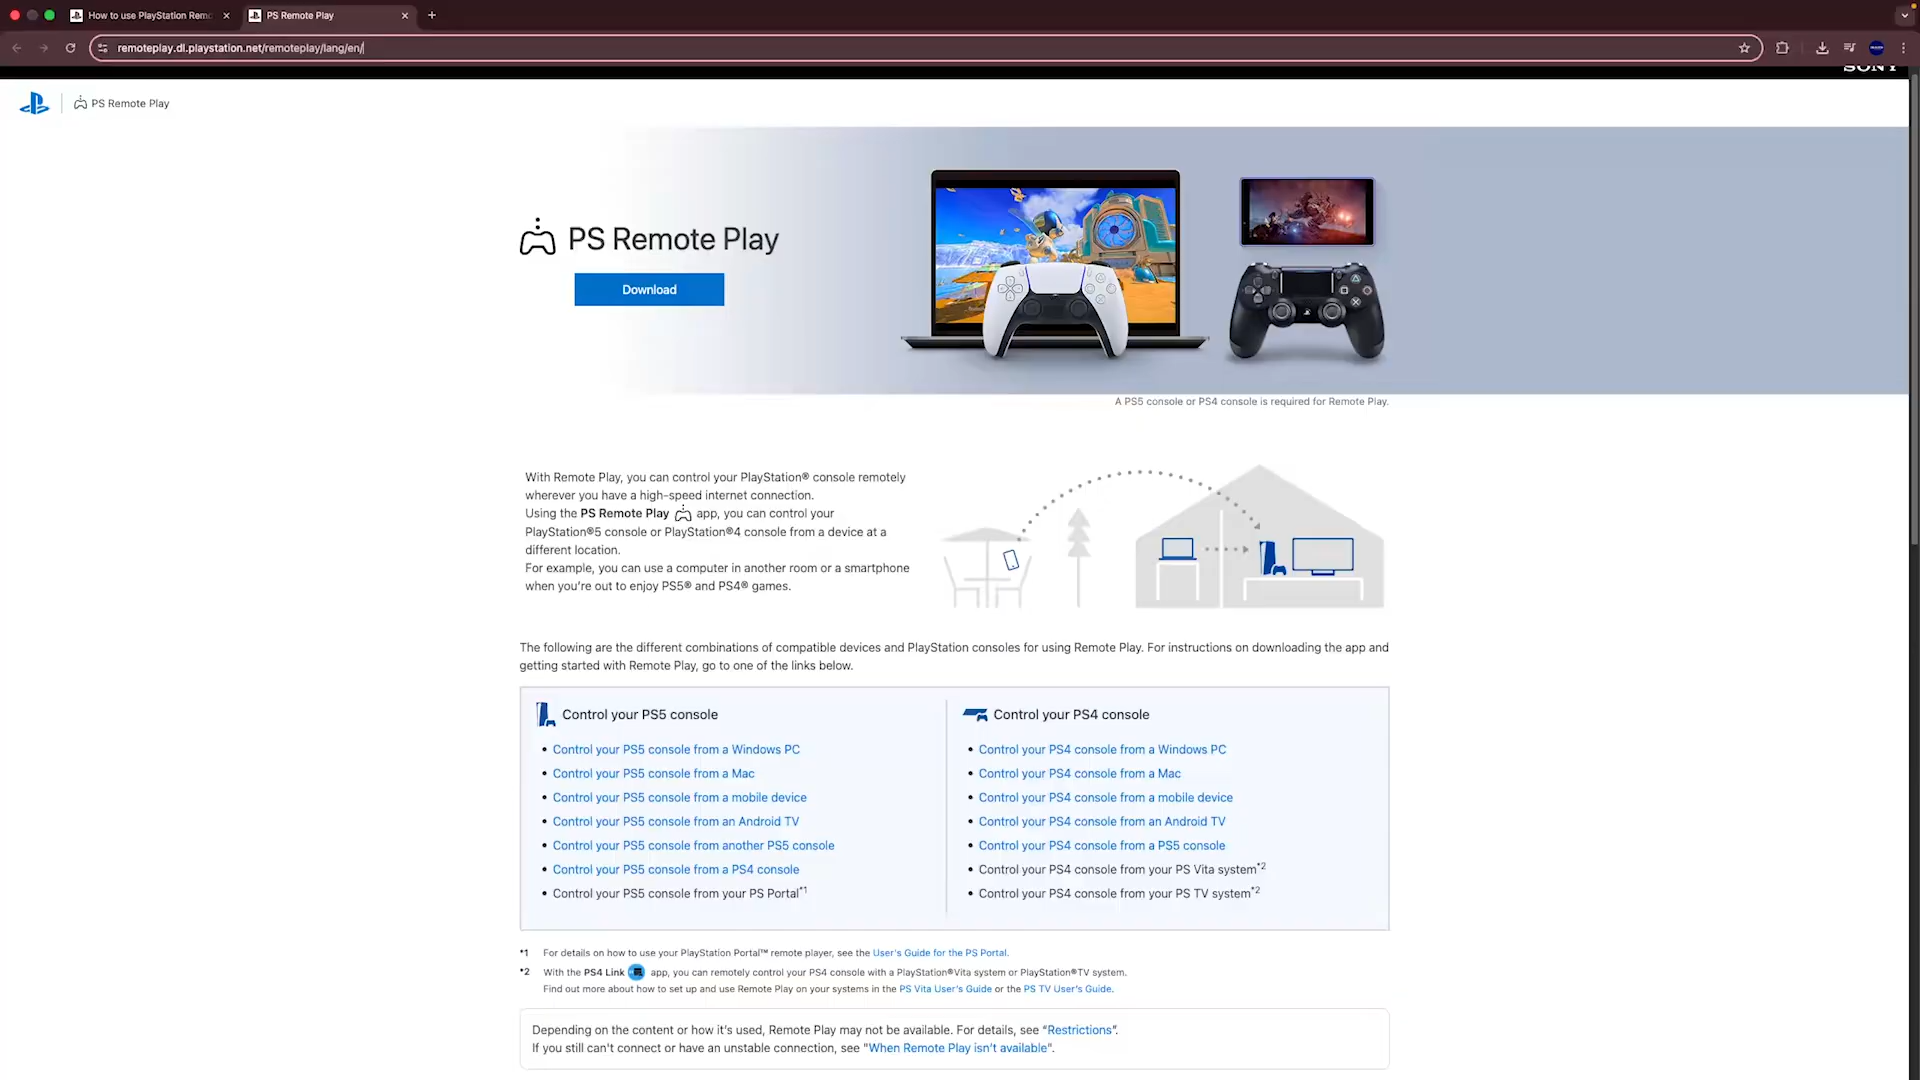 How to use PlayStation Remo
PS Remote Play
remoteplay.dl.playstation.net/remoteplay/lang/en/
SONY
PS Remote Play
PS Remote Play
Download
A PS5 console or PS4 console is required for Remote Play.
With Remote Play, you can control your PlayStation® console remotely
wherever you have a high-speed internet connection.
Using the PS Remote Play app, you can control your
PlayStation®5 console or PlayStation®4 console from a device at a
different location.
For example, you can use a computer in another room or a smartphone
when you're out to enjoy PS5® and PS4® games.
The following are the different combinations of compatible devices and PlayStation consoles for using Remote Play. For instructions on downloading the app and
getting started with Remote Play, go to one of the links below.
Control your PS5 console
• Control your PS5 console from a Windows PC
• Control your PS5 console from a Mac
• Control your PS5 console from a mobile device
• Control your PS5 console from an Android TV
• Control your PS5 console from another PS5 console
• Control your PS5 console from a PS4 console
• Control your PS5 console from your PS Portal*1
Control your PS4 console
• Control your PS4 console from a Windows PC
• Control your PS4 console from a Mac
• Control your PS4 console from a mobile device
• Control your PS4 console from an Android TV
• Control your PS4 console from a PS5 console
• Control your PS4 console from your PS Vita system*2
• Control your PS4 console from your PS TV system*2
*1 For details on how to use your PlayStation Portal™ remote player, see the User's Guide for the PS Portal.
*2 With the PS4 Link app, you can remotely control your PS4 console with a PlayStation®Vita system or PlayStation®TV system.
Find out more about how to set up and use Remote Play on your systems in the PS Vita User's Guide or the PS TV User's Guide.
Depending on the content or how it's used, Remote Play may not be available. For details, see “Restrictions”.
If you still can't connect or have an unstable connection, see "When Remote Play isn't available".